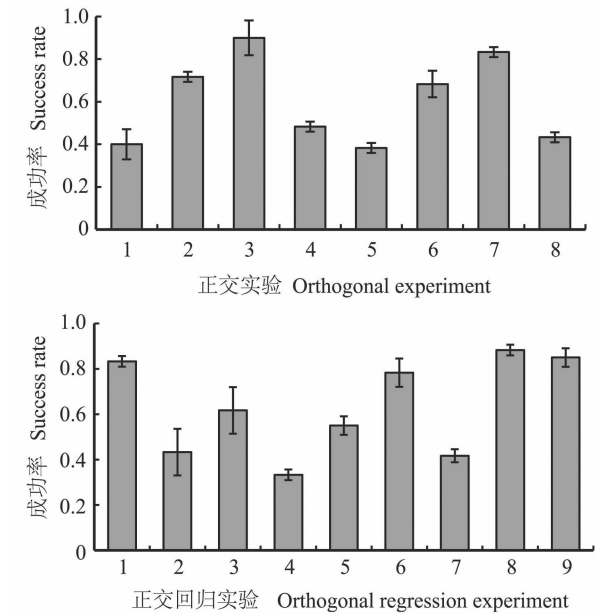 成功率 Success rate
1.0
0.8
0.6
0.4
0.2
0
1 2 3 4 5 6 7 8
正交实验 Orthogonal experiment
成功率 Success rate
1.0
0.8
0.6
0.4
0.2
0
1 2 3 4 5 6 7 8 9
正交回归实验 Orthogonal regression experiment